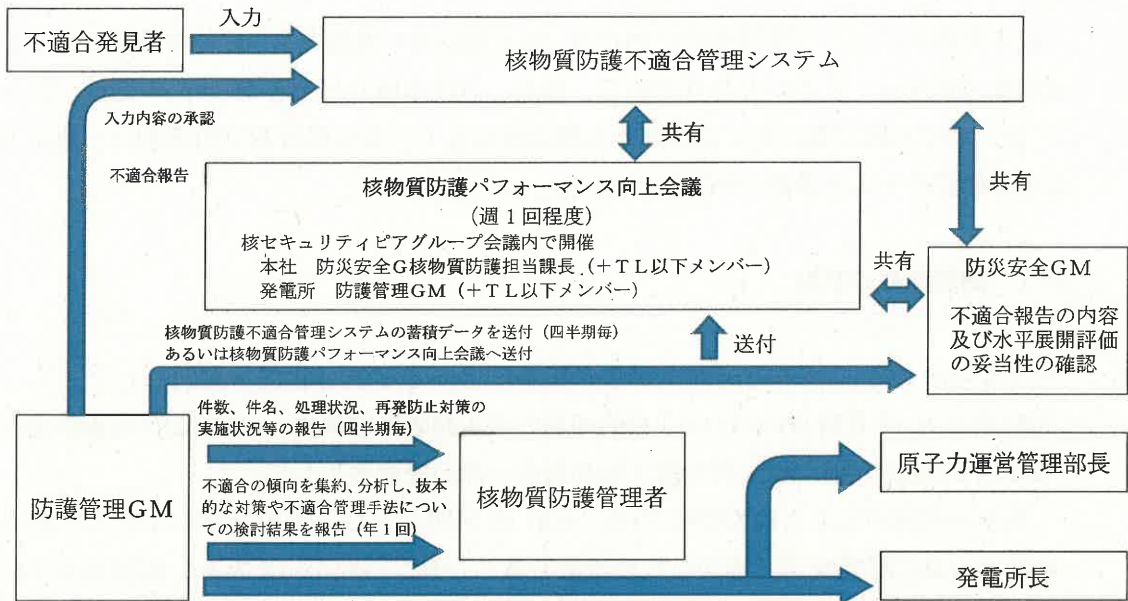 不適合発見者
入力
核物質防護不適合管理システム
入力内容の承認
共有
共有
不適合報告
核物質防護パフォーマンス向上会議
(週1回程度)
核セキュリティピアグループ会議内で開催
本社 防災安全G核物質防護担当課長(+TL以下メンバー)
発電所 防護管理GM(+TL以下メンバー)
共有
防災安全GM
不適合報告の内容
及び水平展開評価
の妥当性の確認
核物質防護不適合管理システムの蓄積データを送付(四半期毎)
あるいは核物質防護パフォーマンス向上会議へ送付
送付
防護管理GM
件数、件名、処理状況、再発防止対策の
実施状況等の報告(四半期毎)
不適合の傾向を集約、分析し、抜本
的な対策や不適合管理手法につい
ての検討結果を報告(年1回)
核物質防護管理者
原子力運営管理部長
発電所長